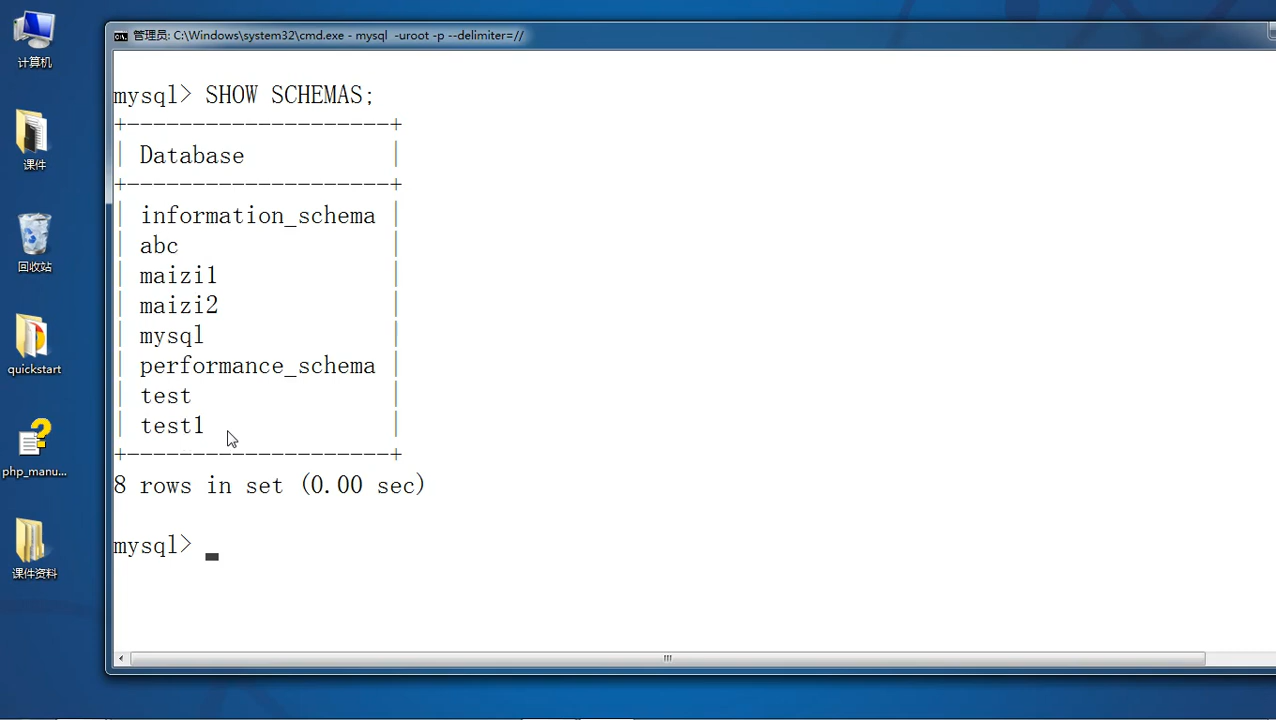 计算机
课件
回收站
quickstart
php_manu...
课件资料
管理员: C:\Windows\system32\cmd.exe - mysql  -uroot -p --delimiter=//
mysql> SHOW SCHEMAS;
+--------------------+
| Database           |
+--------------------+
| information_schema |
| abc                |
| maizi1             |
| maizi2             |
| mysql              |
| performance_schema |
| test               |
| test1              |
+--------------------+
8 rows in set (0.00 sec)
mysql>